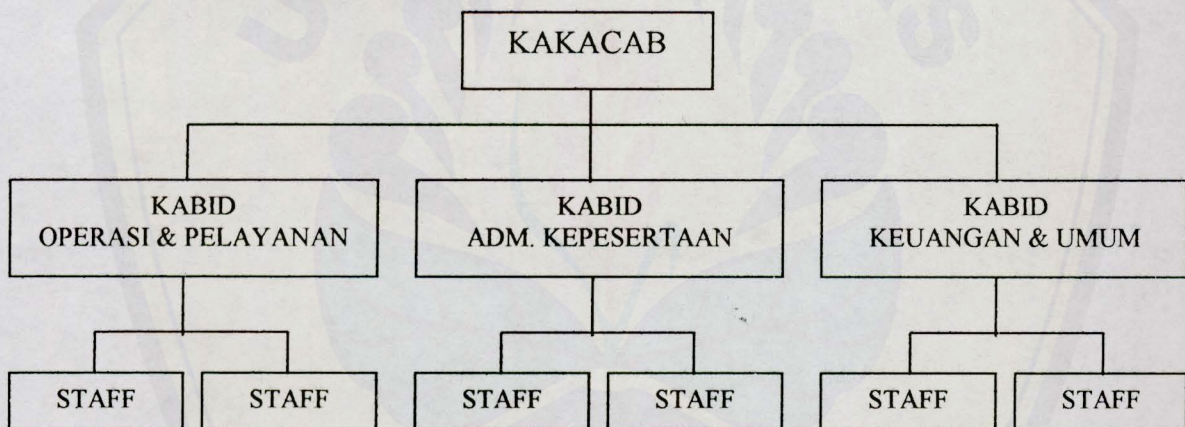 KAKACAB
KABID
OPERASI & PELAYANAN
KABID
ADM. KEPESERTAAN
KABID
KEUANGAN & UMUM
STAFF
STAFF
STAFF
STAFF
STAFF
STAFF